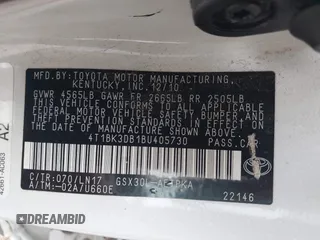 MFD.BY:TOYOTA MOTOR MANUFACTURING,
KENTUCKY, INC. 12/10
GVWR 4565LB GAWR FR 2665LB RR 2505LB
THIS VEHICLE CONFORMS TO ALL APPLICABLE
FEDERAL MOTOR VEHICLE SAFETY, BUMPER, AND
THEFT PREVENTION STANDARDS IN EFFECT ON
THE DATE OF MANUFACTURE SHOWN ABOVE.
4T1BK3DB1BU405730 PASS.CAR
C/TR:070/LN17
A/TM:-02A/U660E
22146
A2
DREAM
BIDCARS